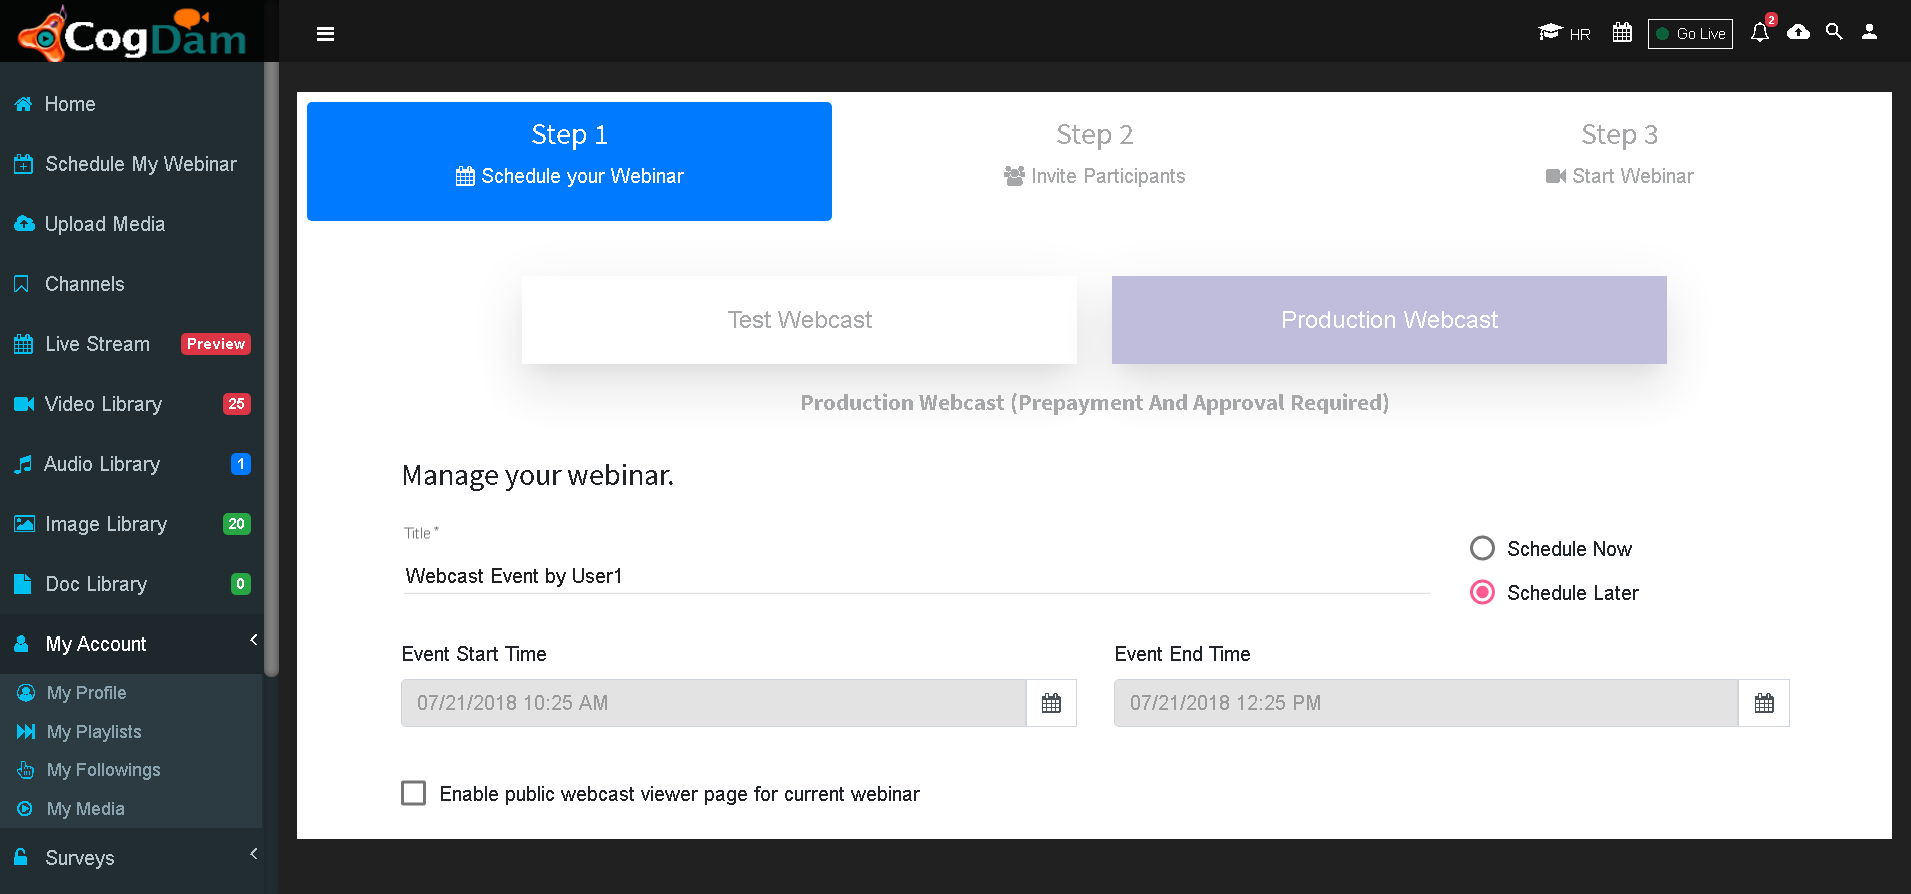 CogDam
HR
Go Live
2
Home
Schedule My Webinar
Upload Media
Channels
Live Stream
Preview
Video Library
25
Audio Library
1
Image Library
20
Doc Library
0
My Account
My Profile
My Playlists
My Followings
My Media
Surveys
Step 1
Schedule your Webinar
Step 2
Invite Participants
Step 3
Start Webinar
Test Webcast
Production Webcast
Production Webcast (Prepayment And Approval Required)
Manage your webinar.
Title *
Webcast Event by User1
Schedule Now
Schedule Later
Event Start Time
07/21/2018 10:25 AM
Event End Time
07/21/2018 12:25 PM
Enable public webcast viewer page for current webinar